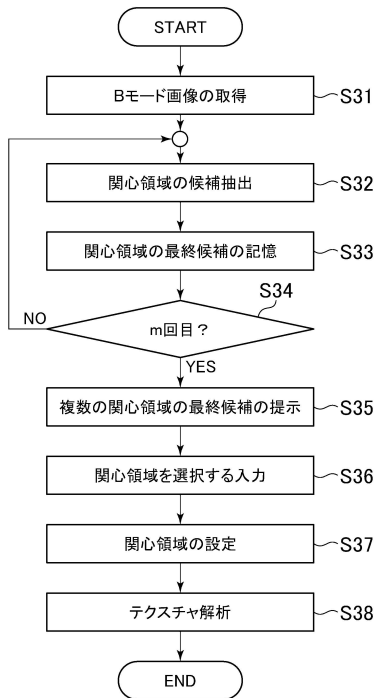 START
Bモード画像の取得
S31
関心領域の候補抽出
S32
関心領域の最終候補の記憶
S33
S34
m回目？
NO
YES
複数の関心領域の最終候補の提示
S35
関心領域を選択する入力
S36
関心領域の設定
S37
テクスチャ解析
S38
END